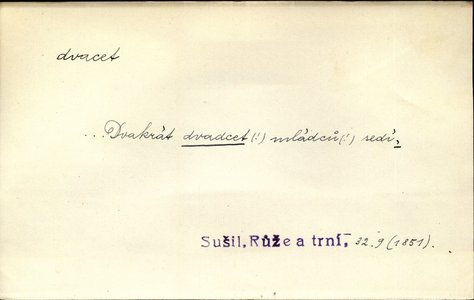 dvacet
...Dvakrát dvadcet (!) mládců (!) sedí,
Sušil, Růže a trní, 32.9 (1851).